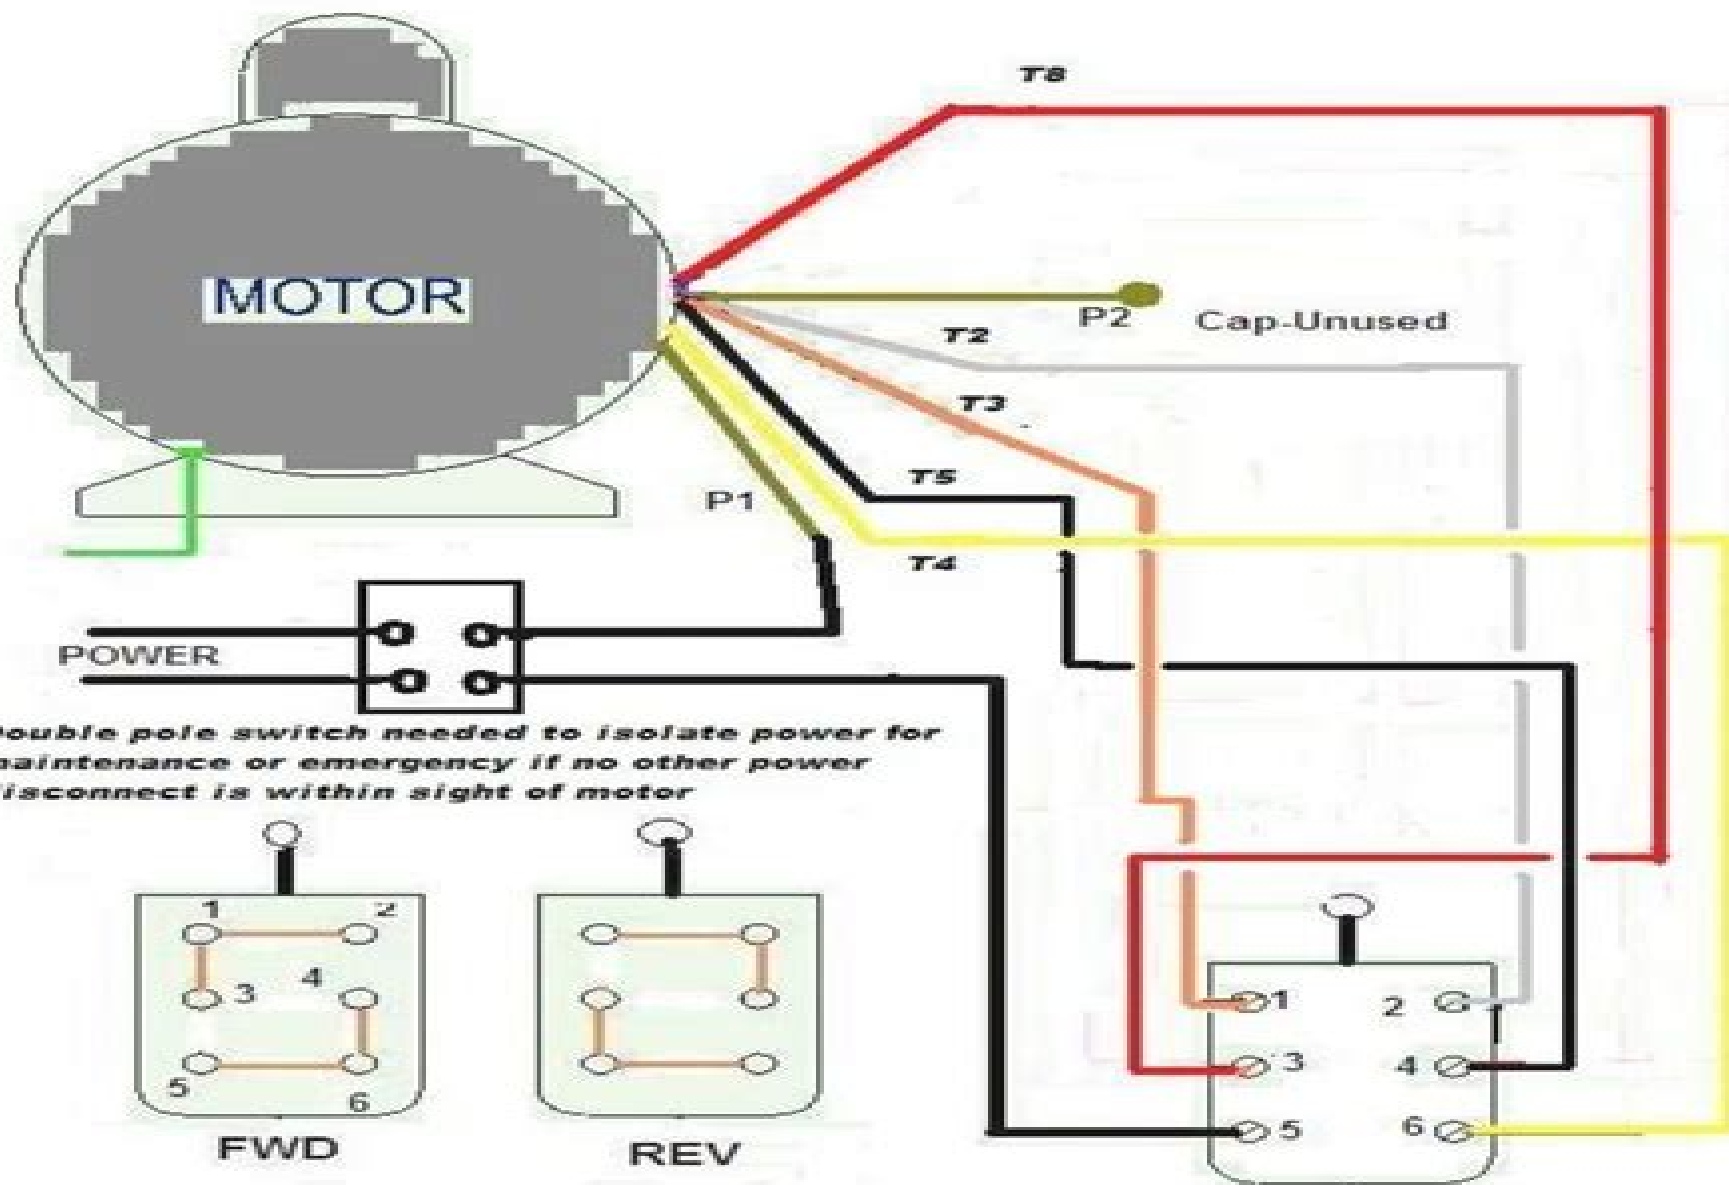 T8
MOTOR
P2
Cap-Unused
T2
T3
T5
P1
T4
POWER
ouble pole switch needed to isolate power for
aintenance or emergency if no other power
isconnect is within sight of motor
1 2
3 4
5 6
FWD
REV
1 2
3 4
5 6